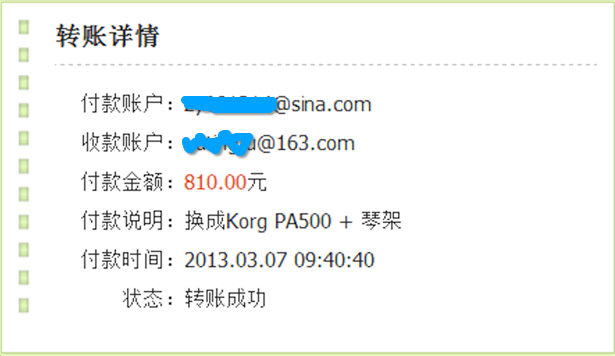 转账详情
付款账户：@sina.com
收款账户：@163.com
付款金额：810.00元
付款说明：换成Korg PA500 + 琴架
付款时间：2013.03.07 09:40:40
状态：转账成功